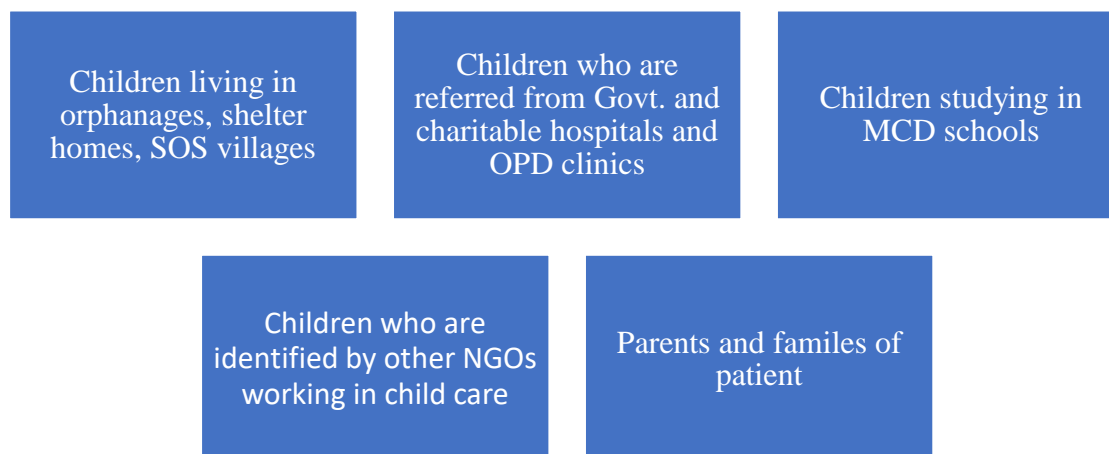 Children living in
orphanages, shelter
homes, SOS villages
Children who are
referred from Govt. and
charitable hospitals and
OPD clinics
Children studying in
MCD schools
Children who are
identified by other NGOs
working in child care
Parents and familes of
patient